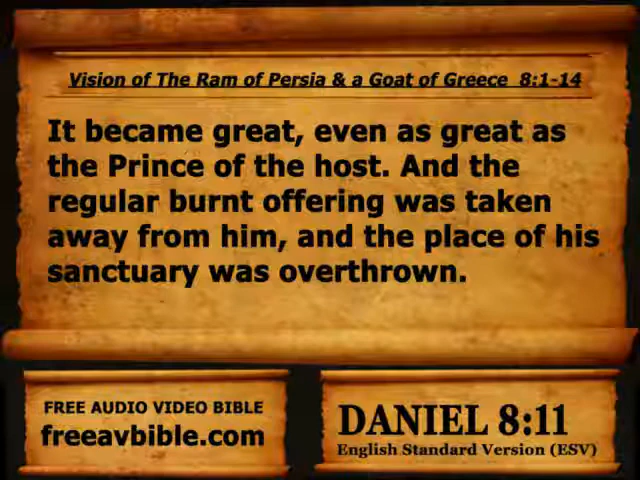 Vision of The Ram of Persia & a Goat of Greece 8:1-14
It became great, even as great as
the Prince of the host. And the
regular burnt offering was taken
away from him, and the place of his
sanctuary was overthrown.
FREE AUDIO VIDEO BIBLE
freeavbible.com
DANIEL 8:11
English Standard Version (ESV)